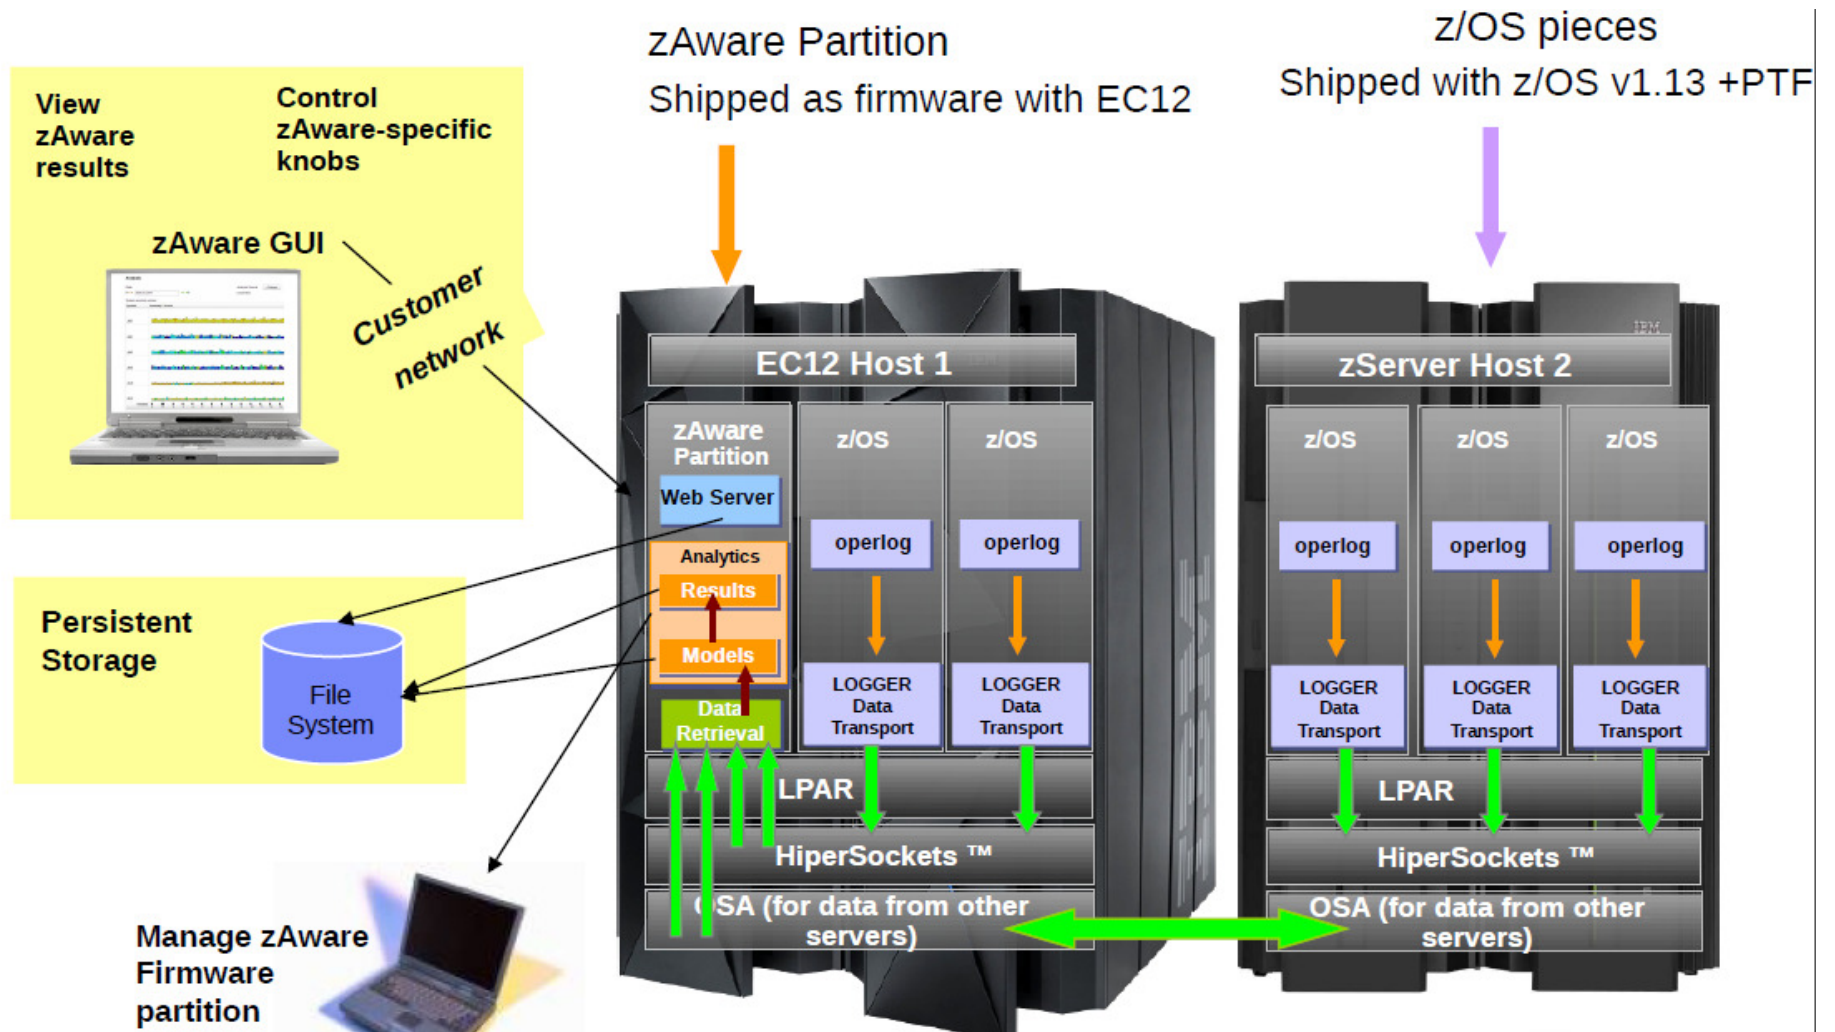 zAware Partition
Shipped as firmware with EC12
z/OS pieces
Shipped with z/OS v1.13 +PTF
View
zAware
results
Control
zAware-specific
knobs
zAware GUI
Customer
network
Persistent
Storage
File
System
Manage zAware
Firmware
partition
EC12 Host 1
zAware
Partition
Web Server
Analytics
Results
Models
Data
Retrieval
z/OS
operlog
LOGGER
Data
Transport
z/OS
operlog
LOGGER
Data
Transport
LPAR
HiperSockets ™
OSA (for data from other
servers)
IBM
zServer Host 2
z/OS
operlog
LOGGER
Data
Transport
z/OS
operlog
LOGGER
Data
Transport
z/OS
operlog
LOGGER
Data
Transport
LPAR
HiperSockets ™
OSA (for data from other
servers)